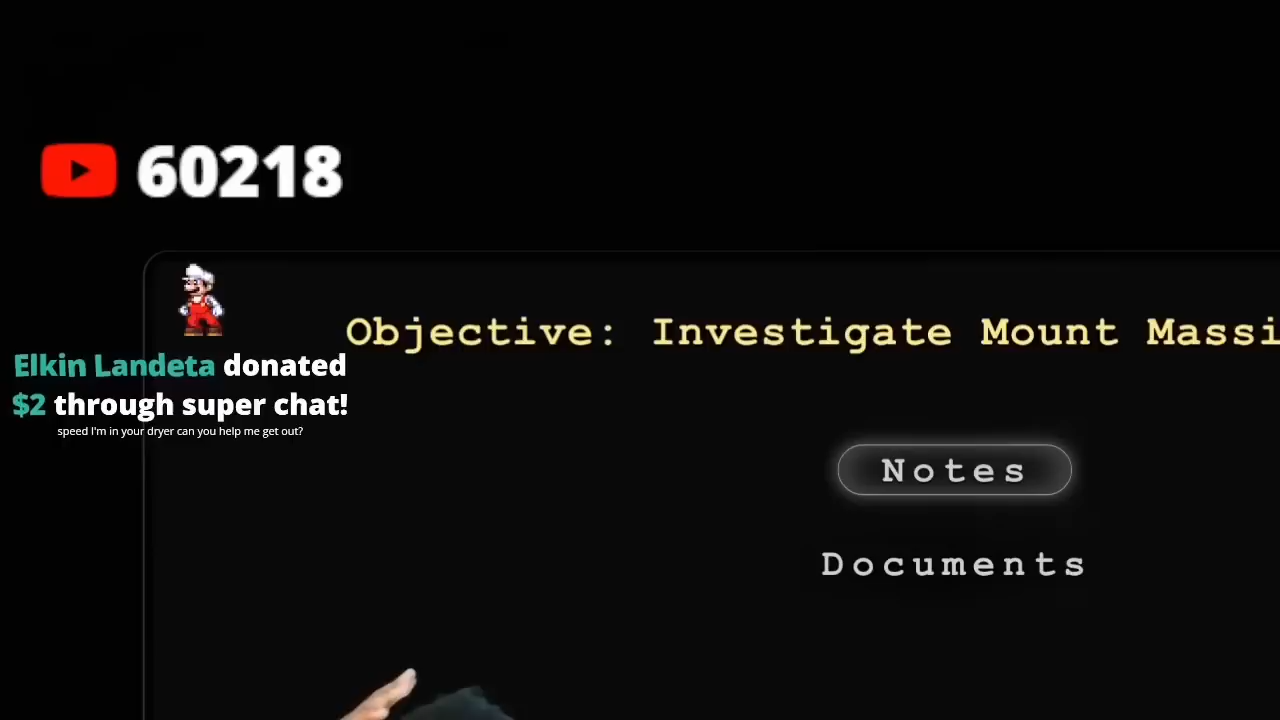 60218
Objective: Investigate Mount Massi
Elkin Landeta donated
$2 through super chat!
speed I'm in your dryer can you help me get out?
Notes
Documents